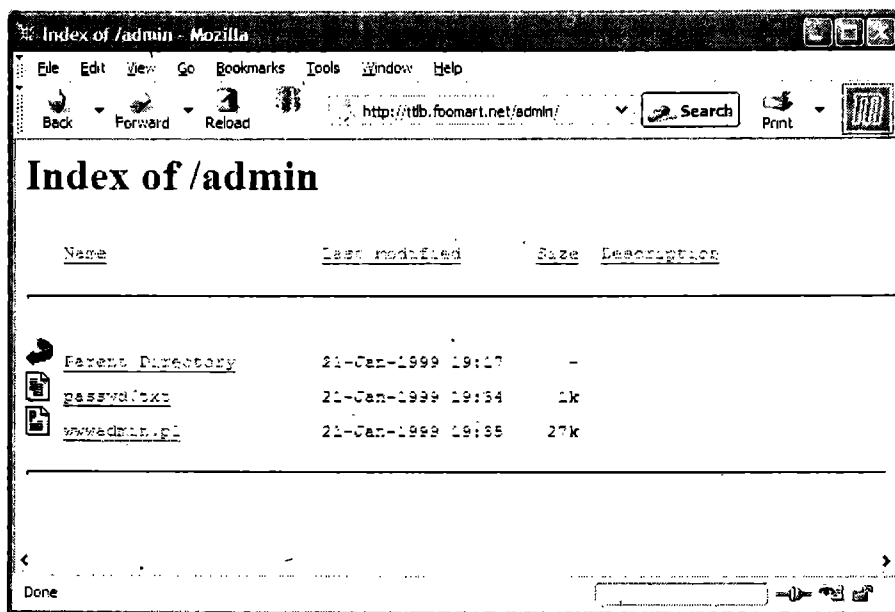 Index of /admin - Mozilla
File Edit View Go Bookmarks Tools Window Help
Back Forward Reload http://ttlb.foomart.net/admin/ Search Print
Index of /admin
Name Last modified Size Description
Parent Directory 21-Jan-1999 19:17 -
passwd.txt 21-Jan-1999 19:34 1k
wwwadmin.pl 21-Jan-1999 19:35 27k
Done